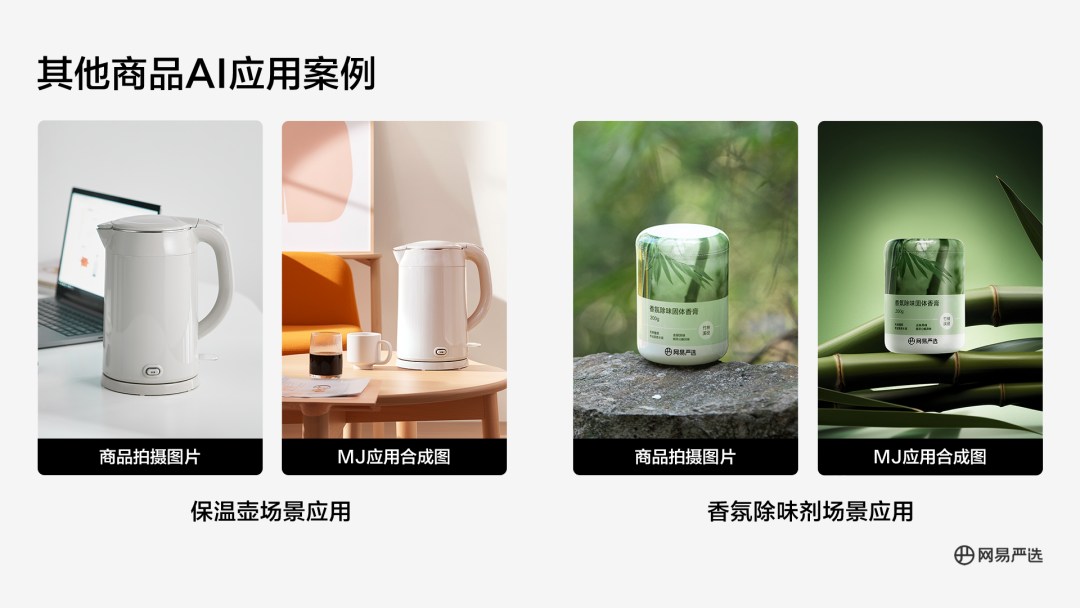 其他商品AI应用案例
香氛除味固体香膏
200g
网易严选
香氛除味固体香膏
200g
网易严选
商品拍摄图片
MJ应用合成图
商品拍摄图片
MJ应用合成图
保温壶场景应用
香氛除味剂场景应用
网易严选